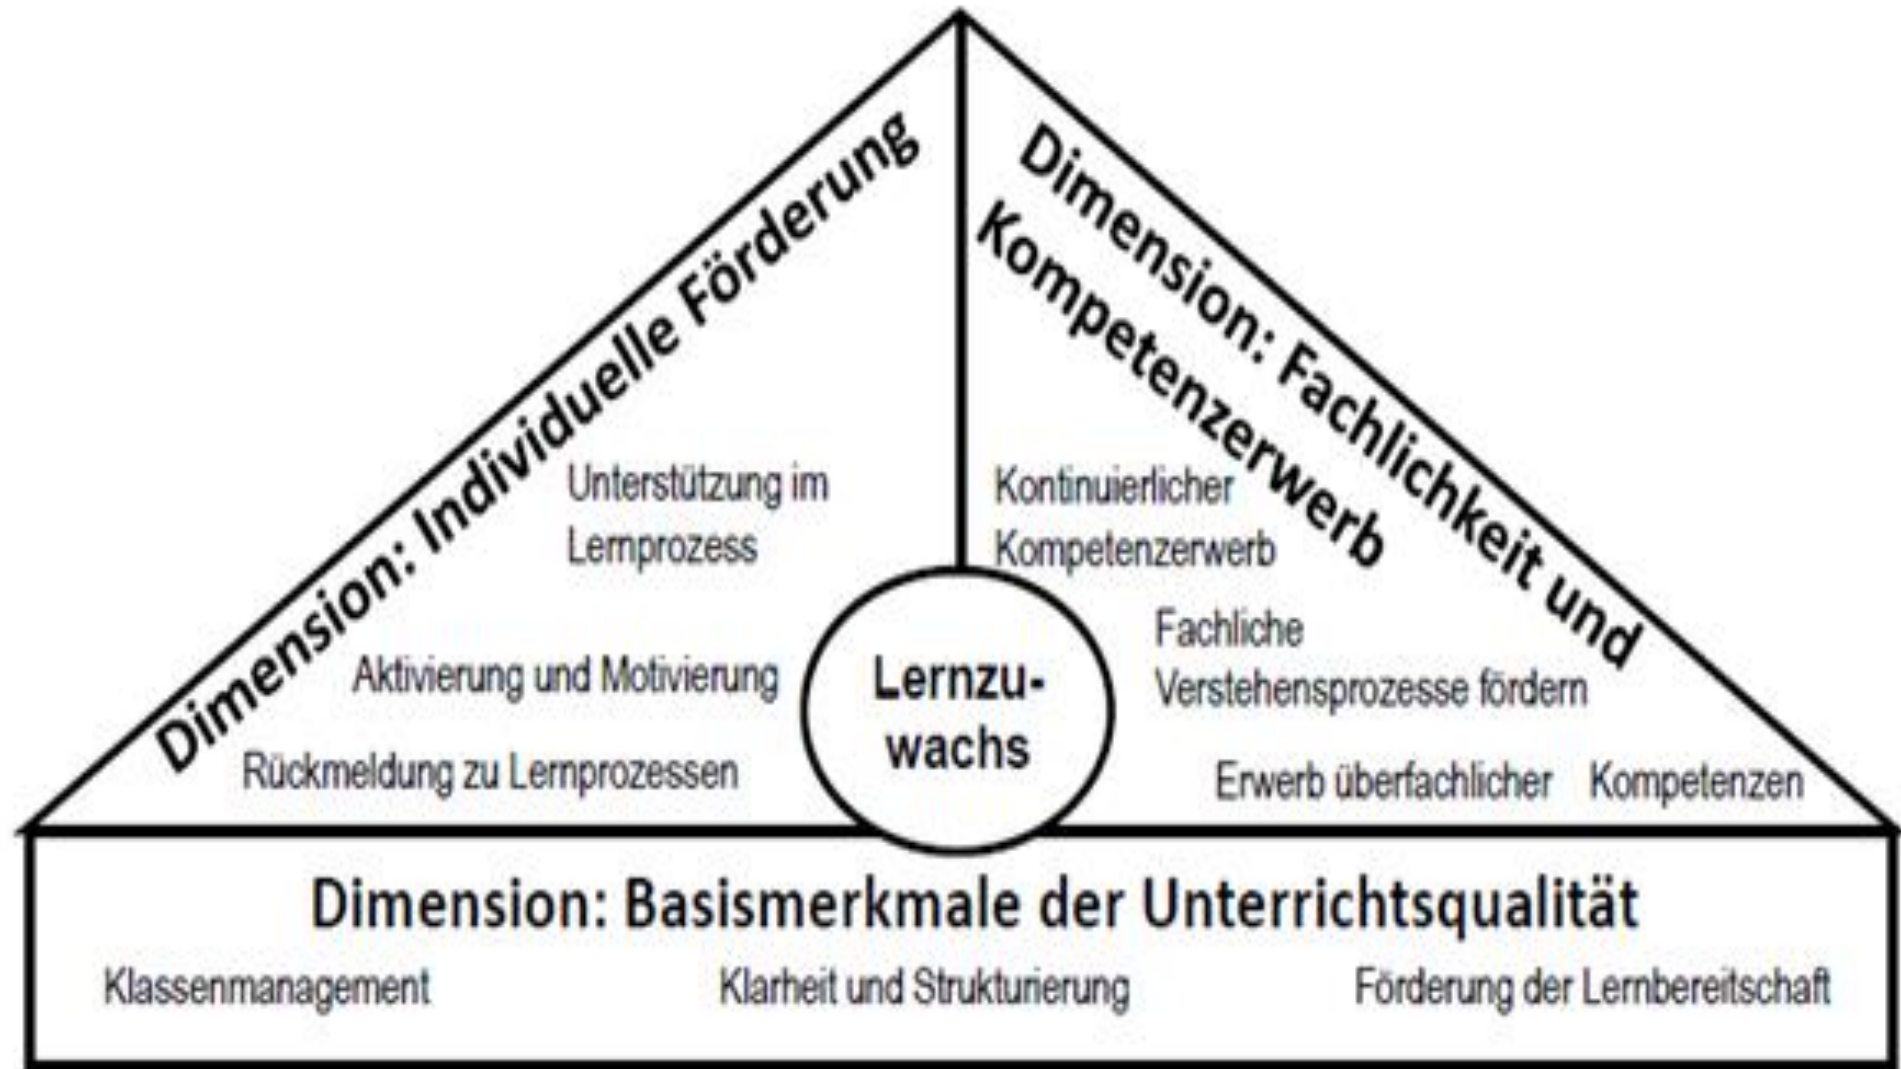 Dimension: Individuelle Förderung
Dimension: Fachlichkeit und
Kompetenzerwerb
Unterstützung im
Lernprozess
Aktivierung und Motivierung
Rückmeldung zu Lernprozessen
Kontinuierlicher
Kompetenzerwerb
Fachliche
Verstehensprozesse fördern
Erwerb überfachlicher Kompetenzen
Lernzu-
wachs
Dimension: Basismerkmale der Unterrichtsqualität
Klassenmanagement
Klarheit und Strukturierung
Förderung der Lernbereitschaft